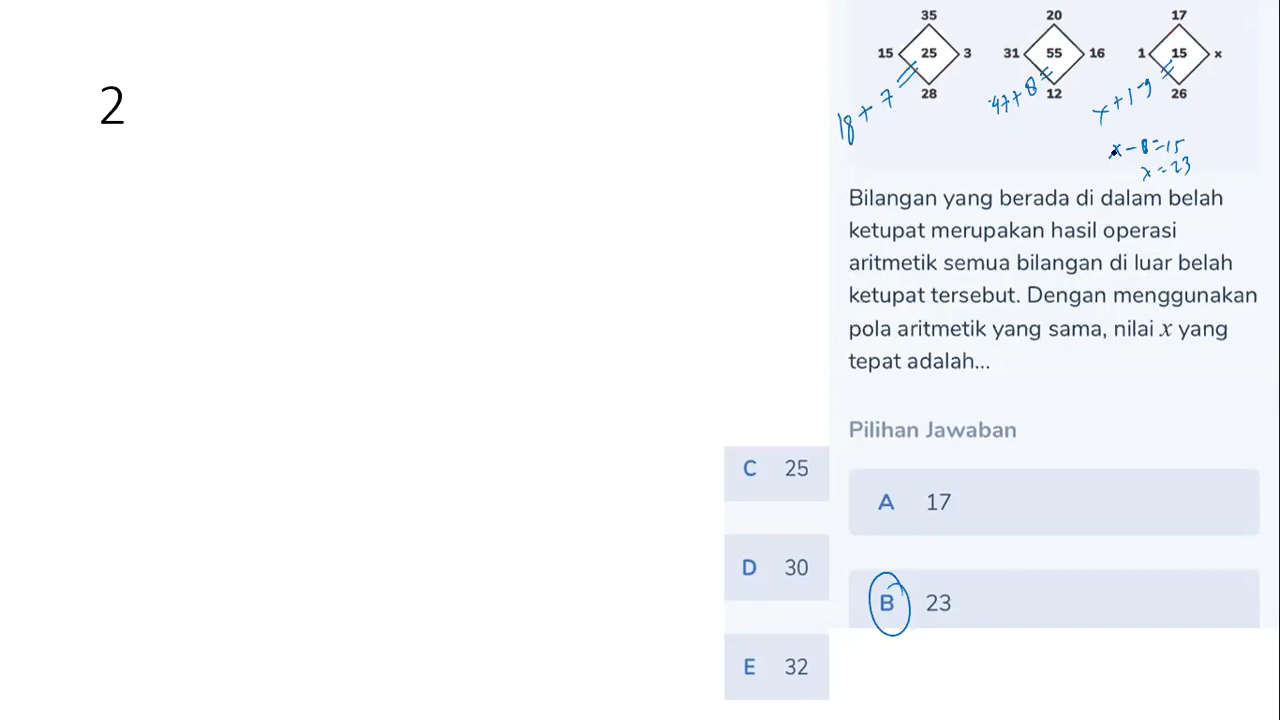 2
35 20 17
15 25 3 31 55 16 1 15 x
28 12 26
18 + 7 = 47 + 8 = x + 1 - 9 =
x - 8 = 15
x = 23
Bilangan yang berada di dalam belah
ketupat merupakan hasil operasi
aritmetik semua bilangan di luar belah
ketupat tersebut. Dengan menggunakan
pola aritmetik yang sama, nilai x yang
tepat adalah...
Pilihan Jawaban
A 17
B 23
C 25
D 30
E 32